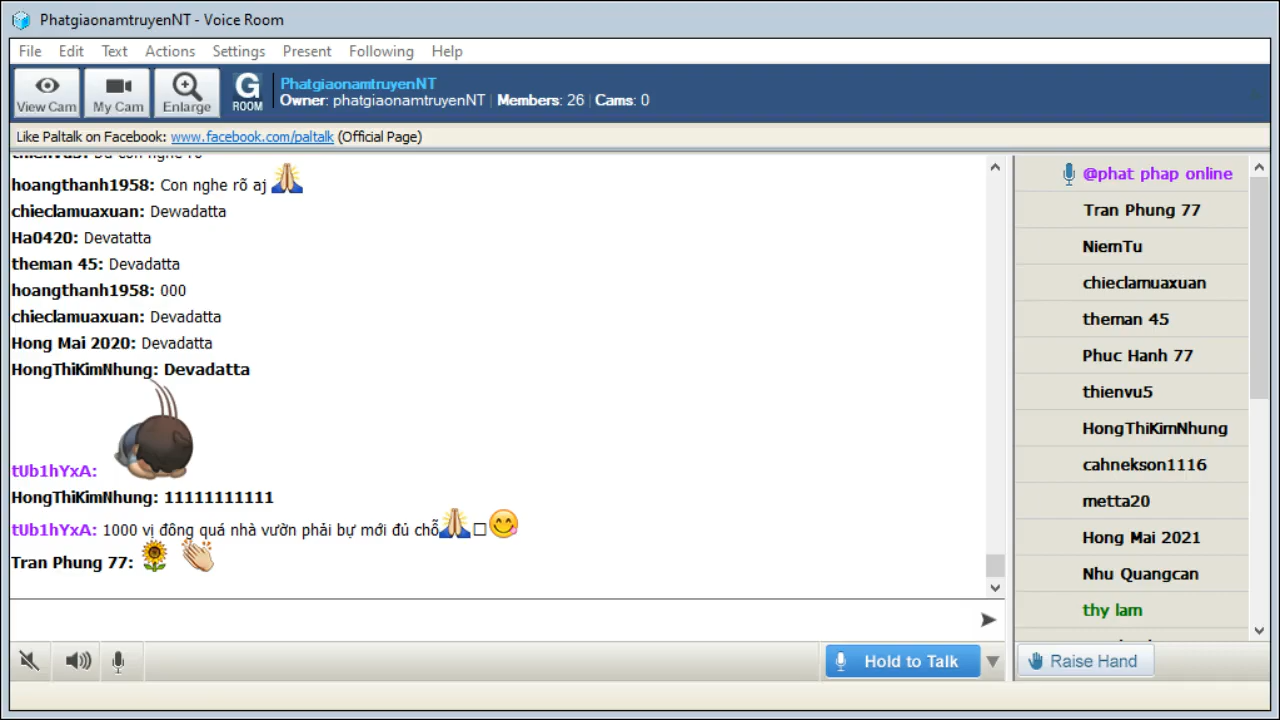 PhatgiaonamtruyenNT - Voice Room
File Edit Text Actions Settings Present Following Help
View Cam
My Cam
Enlarge
G ROOM
PhatgiaonamtruyenNT
Owner: phatgiaonamtruyenNT | Members: 26 | Cams: 0
Like Paltalk on Facebook: www.facebook.com/paltalk (Official Page)
hoangthanh1958: Con nghe rõ aj
chieclamuaxuan: Dewadatta
Ha0420: Devatatta
theman 45: Devadatta
hoangthanh1958: 000
chieclamuaxuan: Devadatta
Hong Mai 2020: Devadatta
HongThiKimNhung: Devadatta
tUb1hYxA:
HongThiKimNhung: 11111111111
tUb1hYxA: 1000 vị đông quá nhà vườn phải bự mới đủ chỗ
Tran Phung 77:
@phat phap online
Tran Phung 77
NiemTu
chieclamuaxuan
theman 45
Phuc Hanh 77
thienvu5
HongThiKimNhung
cahnekson1116
metta20
Hong Mai 2021
Nhu Quangcan
thy lam
Hold to Talk
Raise Hand